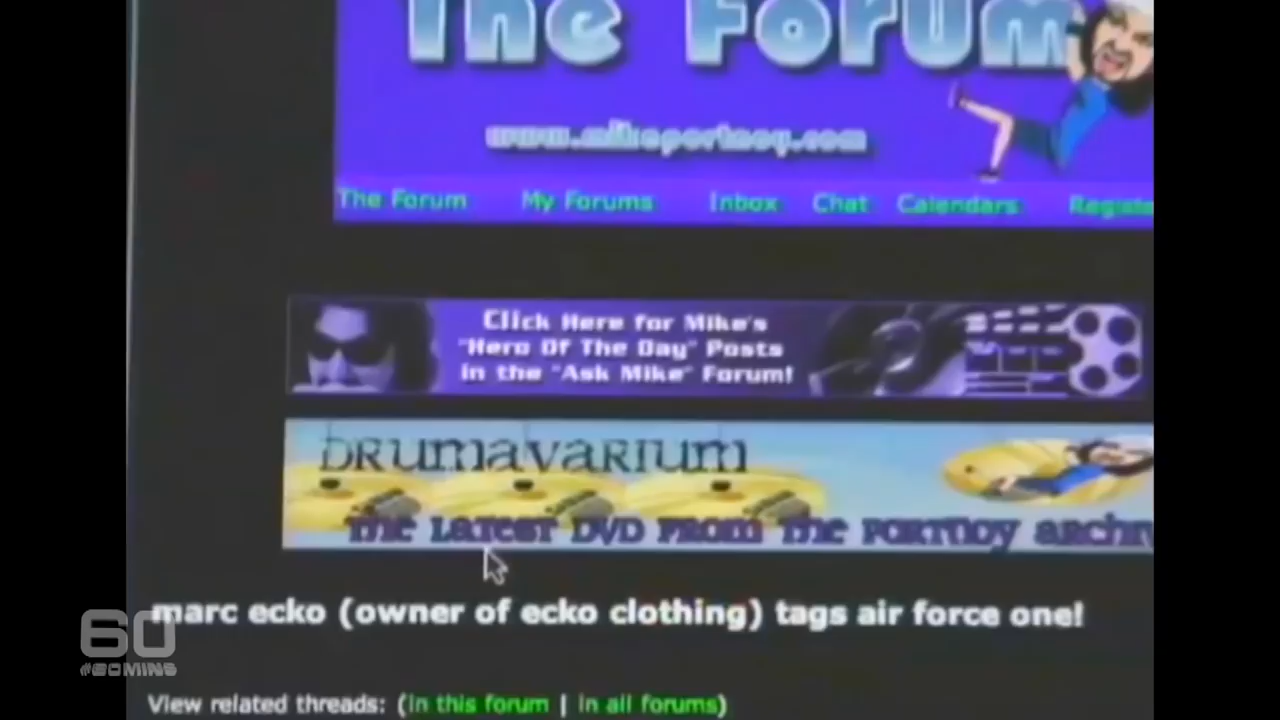 The Forum
www.mikeportnoy.com
The Forum My Forums Inbox Chat Calendars
Click Here for Mike's
"Hero Of The Day" Posts
in the "Ask Mike" Forum!
DRUMAVARIUM
THE LATEST DVD FROM THE PORTNOY
marc ecko (owner of ecko clothing) tags air force one!
60
#60MINS
View related threads: (in this forum | in all forums)